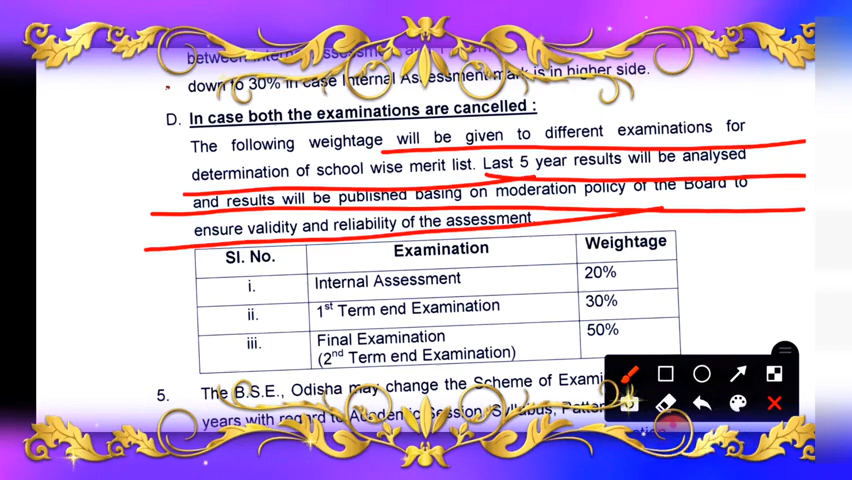 between Internal Assessment and
down to 30% in case Internal Assessment mark is in higher side.
D. In case both the examinations are cancelled :
The following weightage will be given to different examinations for
determination of school wise merit list. Last 5 year results will be analysed
and results will be published basing on moderation policy of the Board to
ensure validity and reliability of the assessment.
Sl. No. Examination Weightage
i. Internal Assessment 20%
ii. 1st Term end Examination 30%
iii. Final Examination 50%
(2nd Term end Examination)
5. The B.S.E., Odisha may change the Scheme of
years with regard to Academic Session, Syllabus,